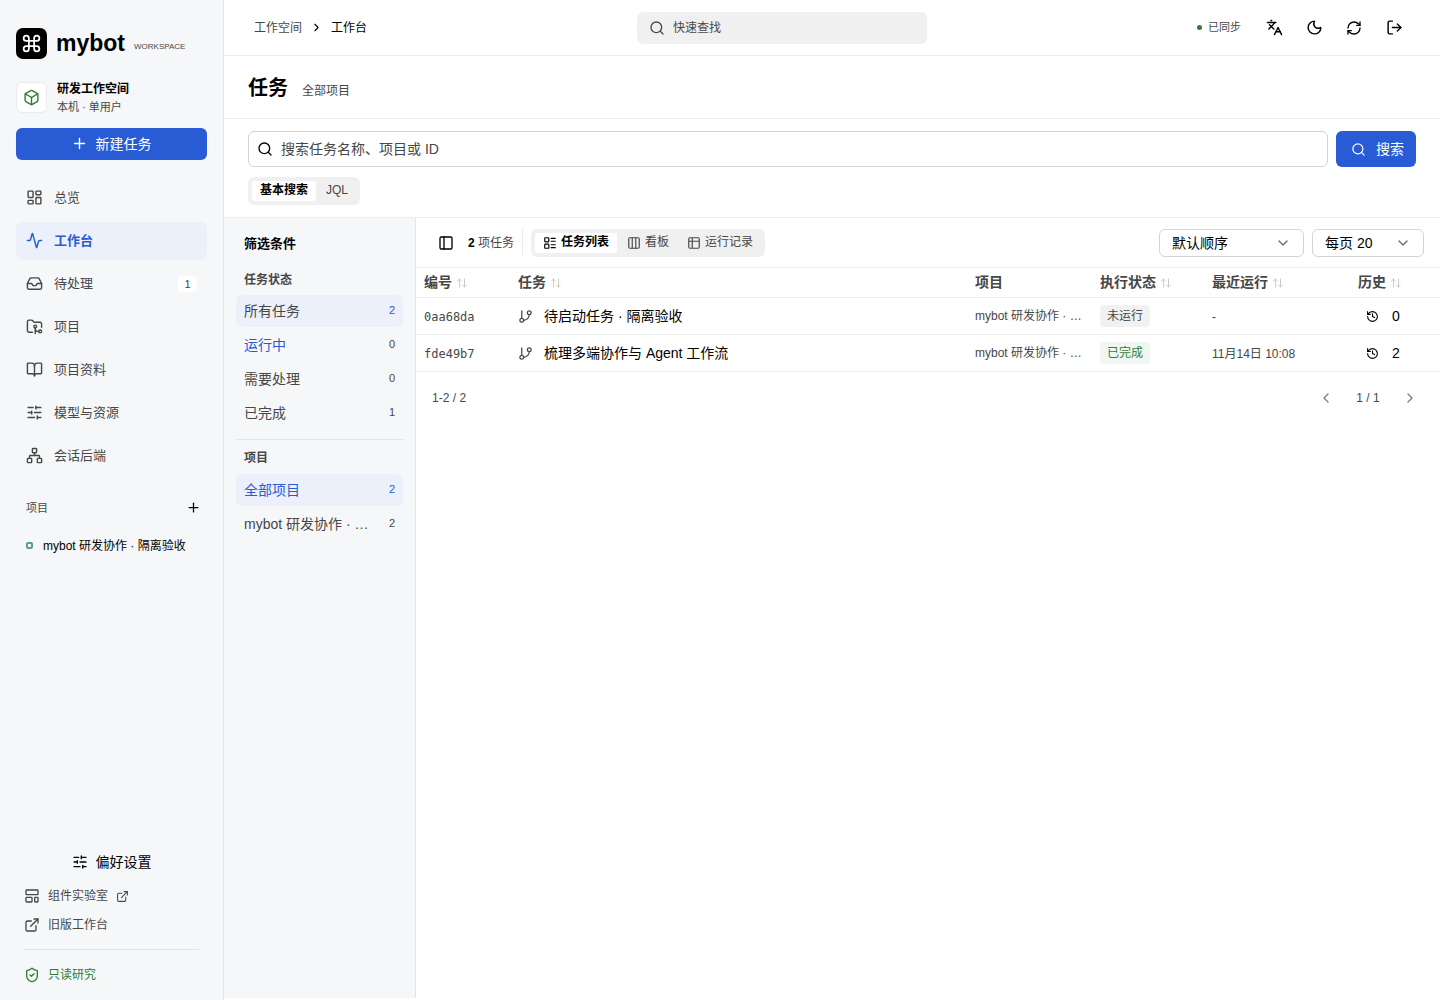 mybot WORKSPACE
研发工作空间
本机 · 单用户
新建任务
总览
工作台
待处理 1
项目
项目资料
模型与资源
会话后端
项目
mybot 研发协作 · 隔离验收
偏好设置
组件实验室
旧版工作台
只读研究
工作空间 工作台
快速查找
已同步
任务 全部项目
搜索任务名称、项目或 ID
搜索
基本搜索 JQL
筛选条件
任务状态
所有任务 2
运行中 0
需要处理 0
已完成 1
项目
全部项目 2
mybot 研发协作 · … 2
2 项任务 任务列表 看板 运行记录 默认顺序 每页 20
编号 任务 项目 执行状态 最近运行 历史
0aa68da 待启动任务 · 隔离验收 mybot 研发协作 · … 未运行 - 0
fde49b7 梳理多端协作与 Agent 工作流 mybot 研发协作 · … 已完成 11月14日 10:08 2
1-2 / 2 1 / 1